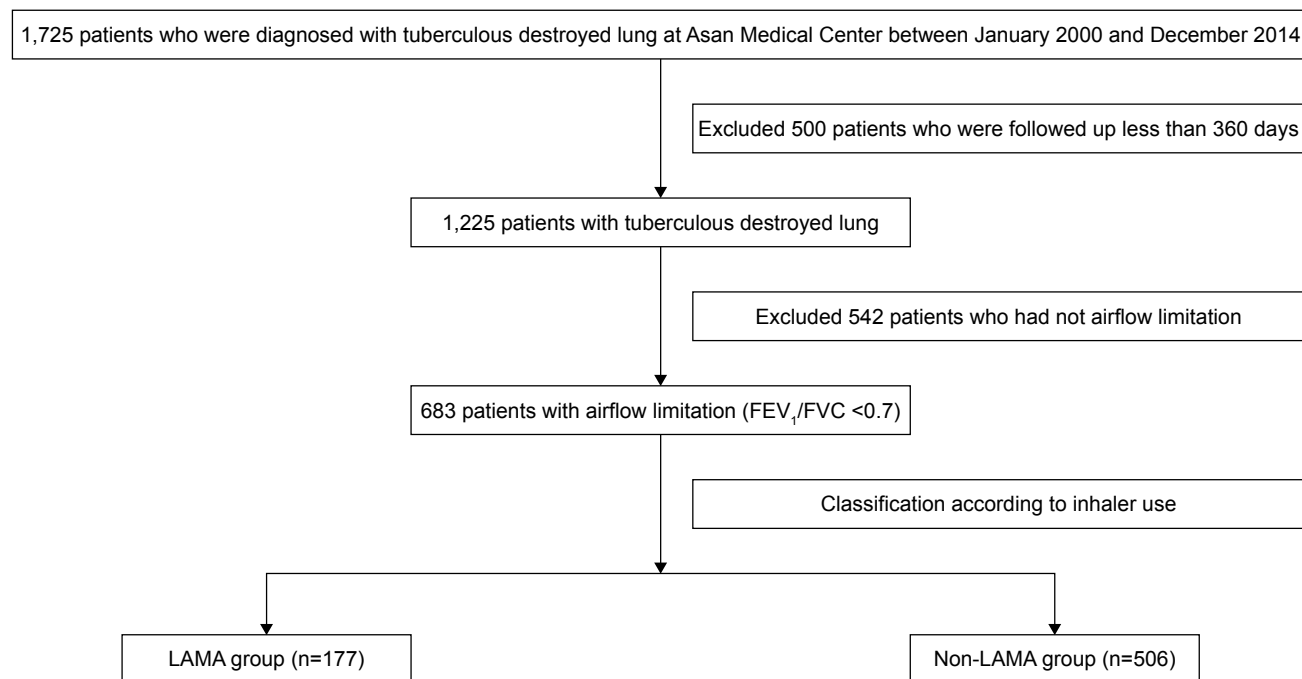 1,725 patients who were diagnosed with tuberculous destroyed lung at Asan Medical Center between January 2000 and December 2014
Excluded 500 patients who were followed up less than 360 days
1,225 patients with tuberculous destroyed lung
Excluded 542 patients who had not airflow limitation
683 patients with airflow limitation (FEV₁/FVC <0.7)
Classification according to inhaler use
LAMA group (n=177)
Non-LAMA group (n=506)